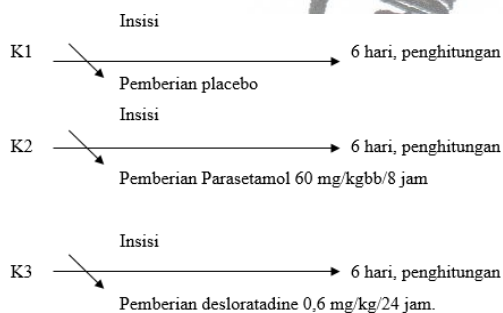 Insisi
K1 6 hari, penghitungan
Pemberian placebo
Insisi
K2 6 hari, penghitungan
Pemberian Parasetamol 60 mg/kgbb/8 jam
Insisi
K3 6 hari, penghitungan
Pemberian desloratadine 0,6 mg/kg/24 jam.